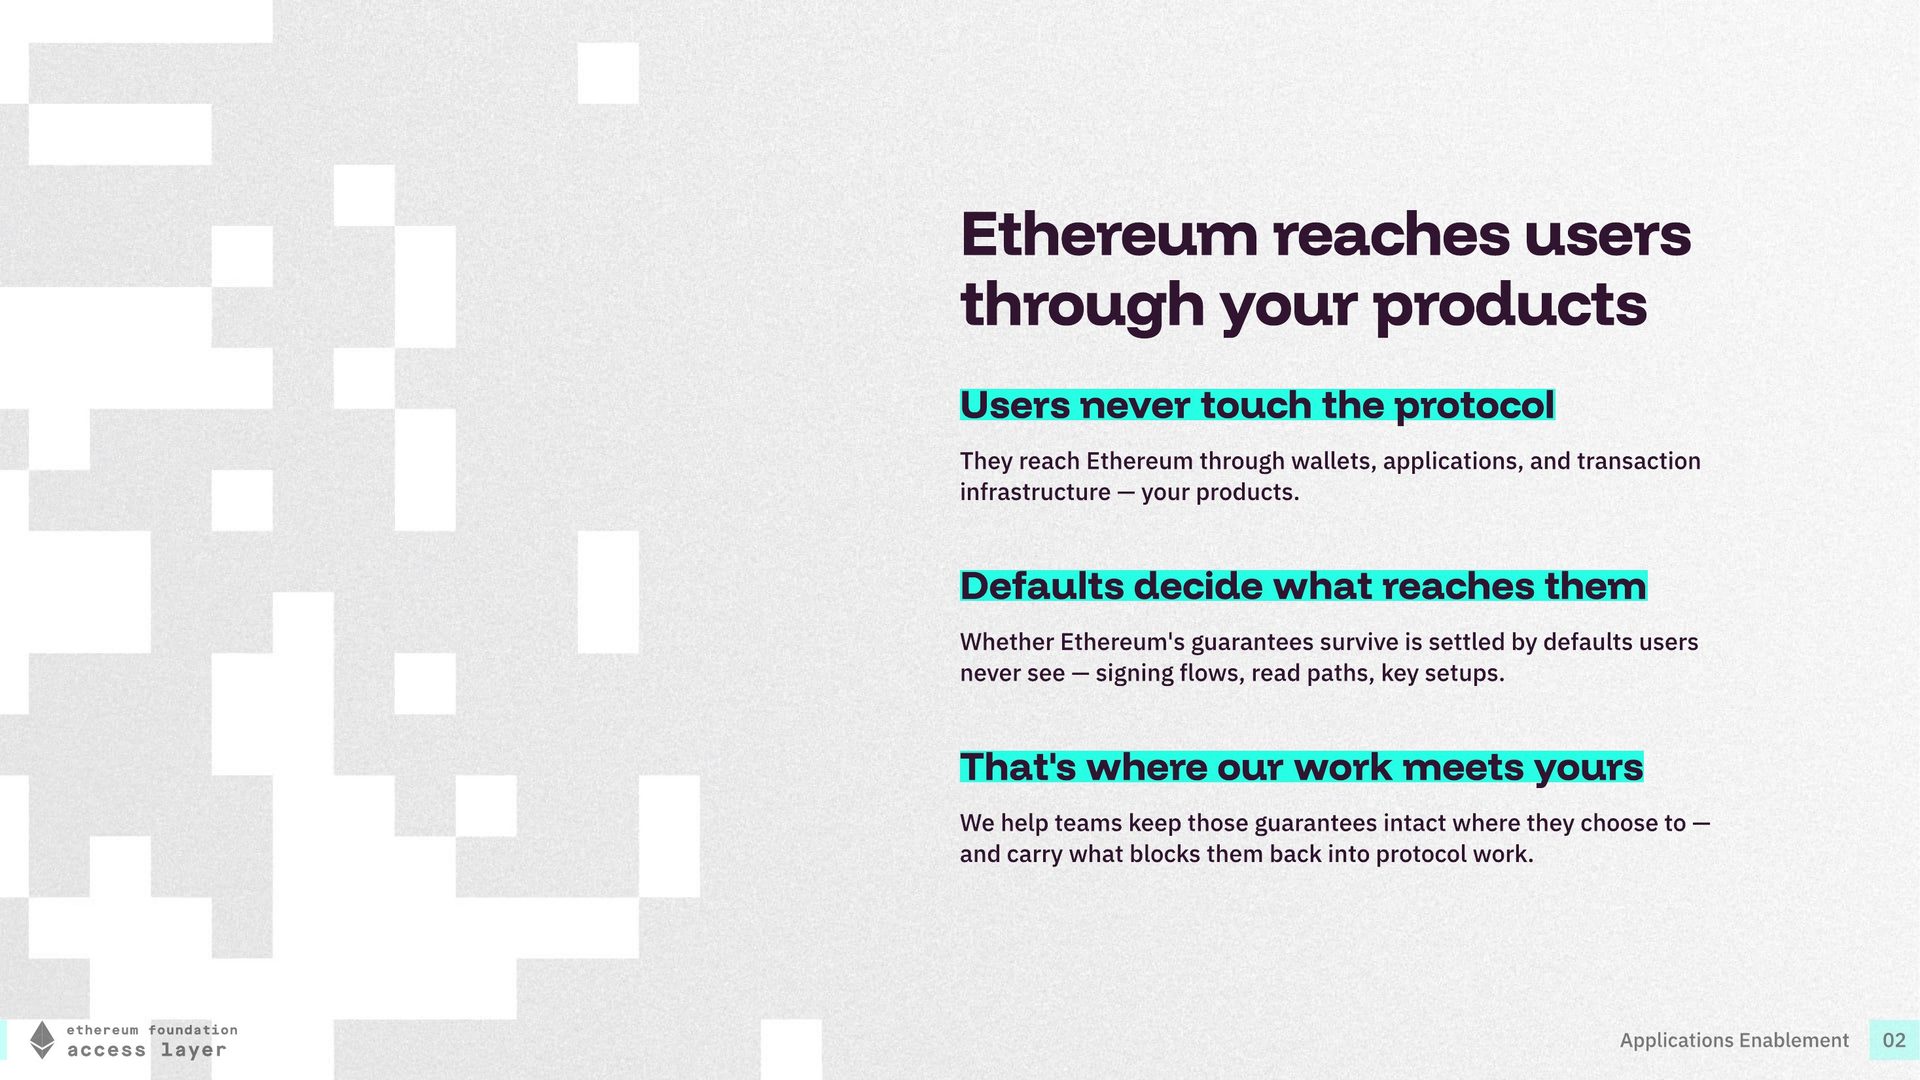 Ethereum reaches users
through your products
Users never touch the protocol
They reach Ethereum through wallets, applications, and transaction
infrastructure — your products.
Defaults decide what reaches them
Whether Ethereum's guarantees survive is settled by defaults users
never see — signing flows, read paths, key setups.
That's where our work meets yours
We help teams keep those guarantees intact where they choose to —
and carry what blocks them back into protocol work.
ethereum foundation
access layer
Applications Enablement
02